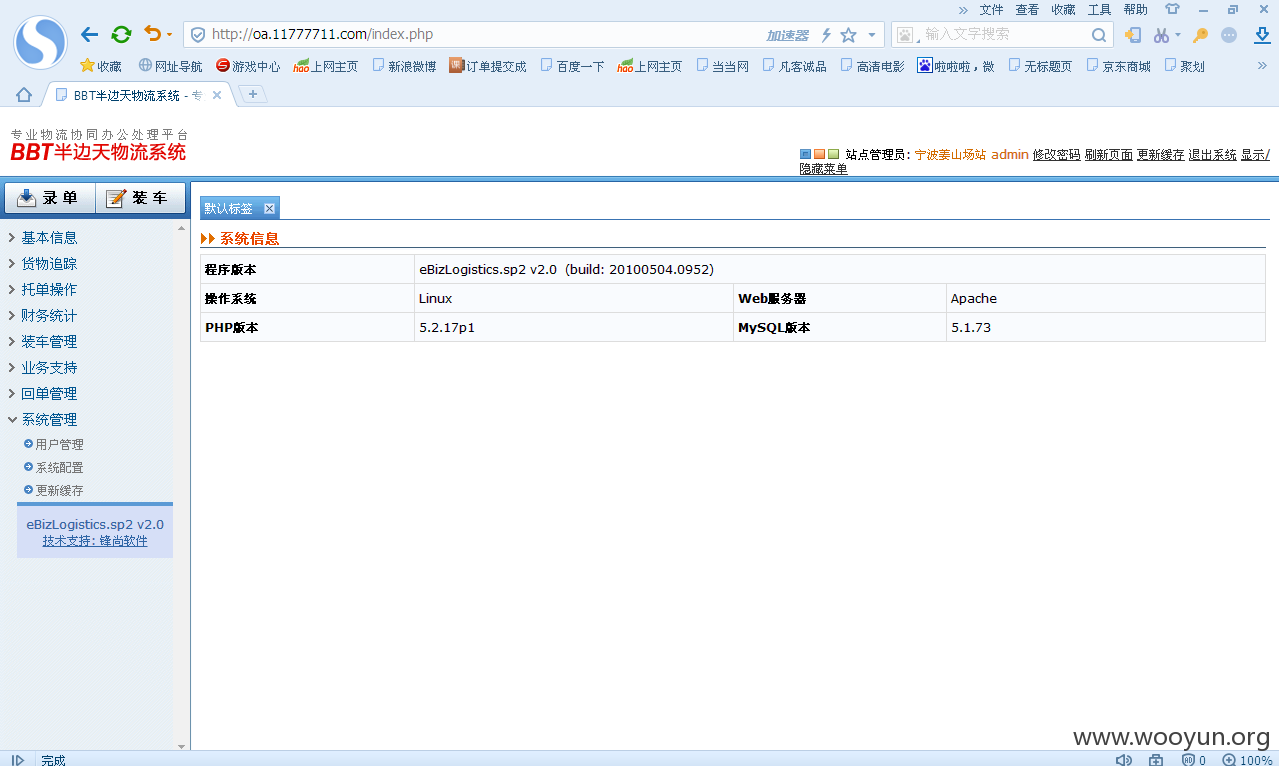 文件 查看 收藏 工具 帮助
http://oa.11777711.com/index.php 加速器 输入文字搜索
收藏 网址导航 游戏中心 上网主页 新浪微博 订单提交成 百度一下 上网主页 当当网 凡客诚品 高清电影 啦啦啦，微 无标题页 京东商城 聚划
BBT半边天物流系统 - 专
专业物流协同办公处理平台
BBT半边天物流系统
站点管理员: 宁波姜山场站 admin 修改密码 刷新页面 更新缓存 退出系统 显示/
隐藏菜单
录 单 装 车
默认标签
基本信息
货物追踪
托单操作
财务统计
装车管理
业务支持
回单管理
系统管理
用户管理
系统配置
更新缓存
eBizLogistics.sp2 v2.0
技术支持: 锋尚软件
系统信息
程序版本 eBizLogistics.sp2 v2.0 (build: 20100504.0952)
操作系统 Linux Web服务器 Apache
PHP版本 5.2.17p1 MySQL版本 5.1.73
www.wooyun.org
完成 0 100%